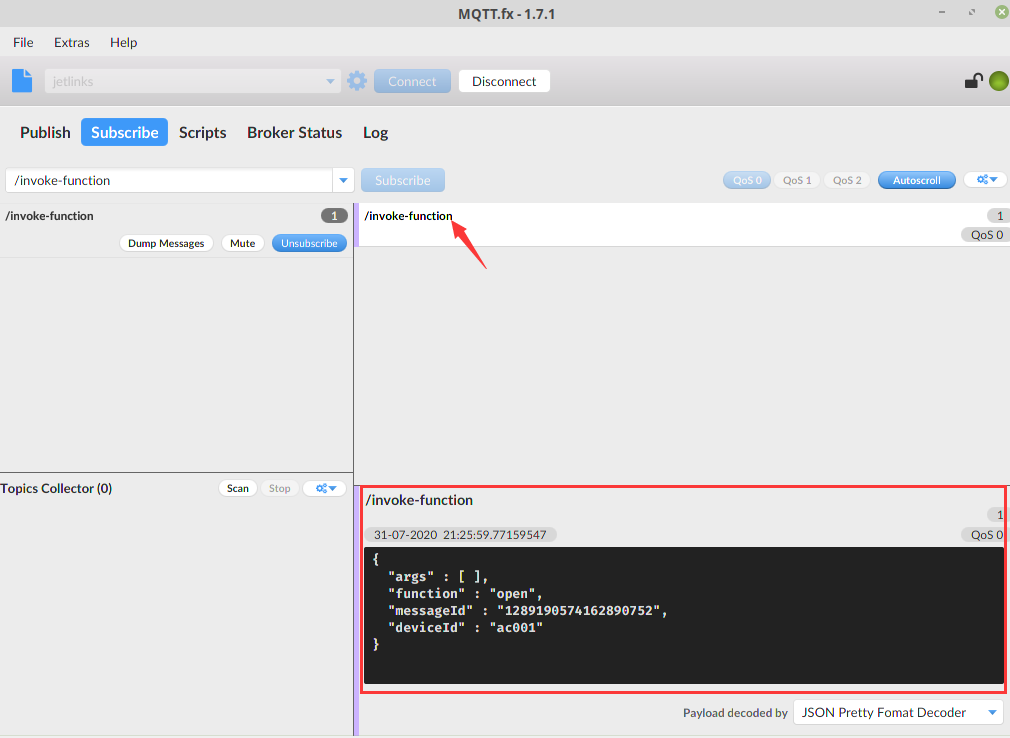 MQTT.fx - 1.7.1
File Extras Help
jetlinks Connect Disconnect
Publish Subscribe Scripts Broker Status Log
/invoke-function Subscribe QoS 0 QoS 1 QoS 2 Autoscroll
/invoke-function 1
Dump Messages Mute Unsubscribe
/invoke-function 1
QoS 0
Topics Collector (0) Scan Stop
/invoke-function
1
31-07-2020 21:25:59.77159547 QoS 0
{
"args" : [ ],
"function" : "open",
"messageId" : "1289190574162890752",
"deviceId" : "ac001"
}
Payload decoded by JSON Pretty Fomat Decoder